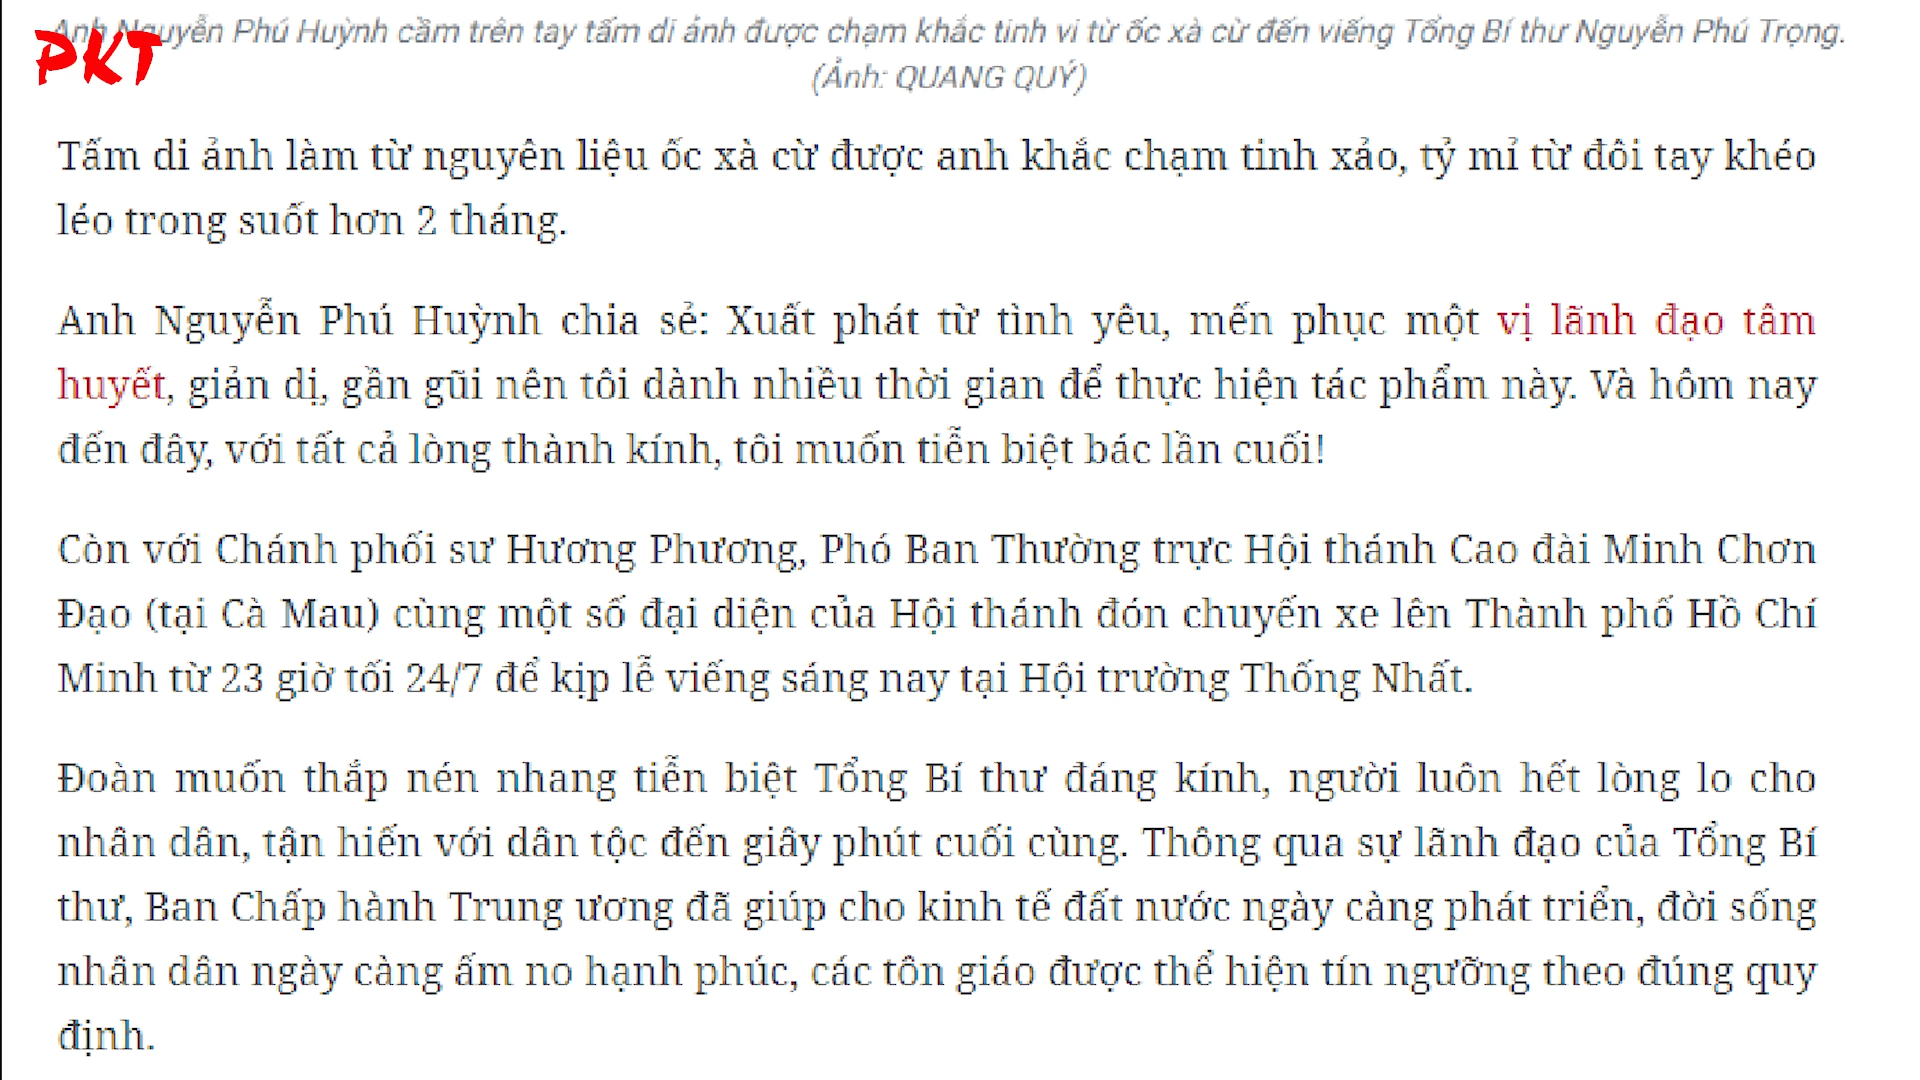 PKT
Anh Nguyễn Phú Huỳnh cầm trên tay tấm di ảnh được chạm khắc tinh vi từ ốc xà cừ đến viếng Tổng Bí thư Nguyễn Phú Trọng.
(Ảnh: QUANG QUÝ)
Tấm di ảnh làm từ nguyên liệu ốc xà cừ được anh khắc chạm tinh xảo, tỷ mỉ từ đôi tay khéo
léo trong suốt hơn 2 tháng.
Anh Nguyễn Phú Huỳnh chia sẻ: Xuất phát từ tình yêu, mến phục một vị lãnh đạo tâm
huyết, giản dị, gần gũi nên tôi dành nhiều thời gian để thực hiện tác phẩm này. Và hôm nay
đến đây, với tất cả lòng thành kính, tôi muốn tiễn biệt bác lần cuối!
Còn với Chánh phối sư Hương Phương, Phó Ban Thường trực Hội thánh Cao đài Minh Chơn
Đạo (tại Cà Mau) cùng một số đại diện của Hội thánh đón chuyến xe lên Thành phố Hồ Chí
Minh từ 23 giờ tối 24/7 để kịp lễ viếng sáng nay tại Hội trường Thống Nhất.
Đoàn muốn thắp nén nhang tiễn biệt Tổng Bí thư đáng kính, người luôn hết lòng lo cho
nhân dân, tận hiến với dân tộc đến giây phút cuối cùng. Thông qua sự lãnh đạo của Tổng Bí
thư, Ban Chấp hành Trung ương đã giúp cho kinh tế đất nước ngày càng phát triển, đời sống
nhân dân ngày càng ấm no hạnh phúc, các tôn giáo được thể hiện tín ngưỡng theo đúng quy
định.